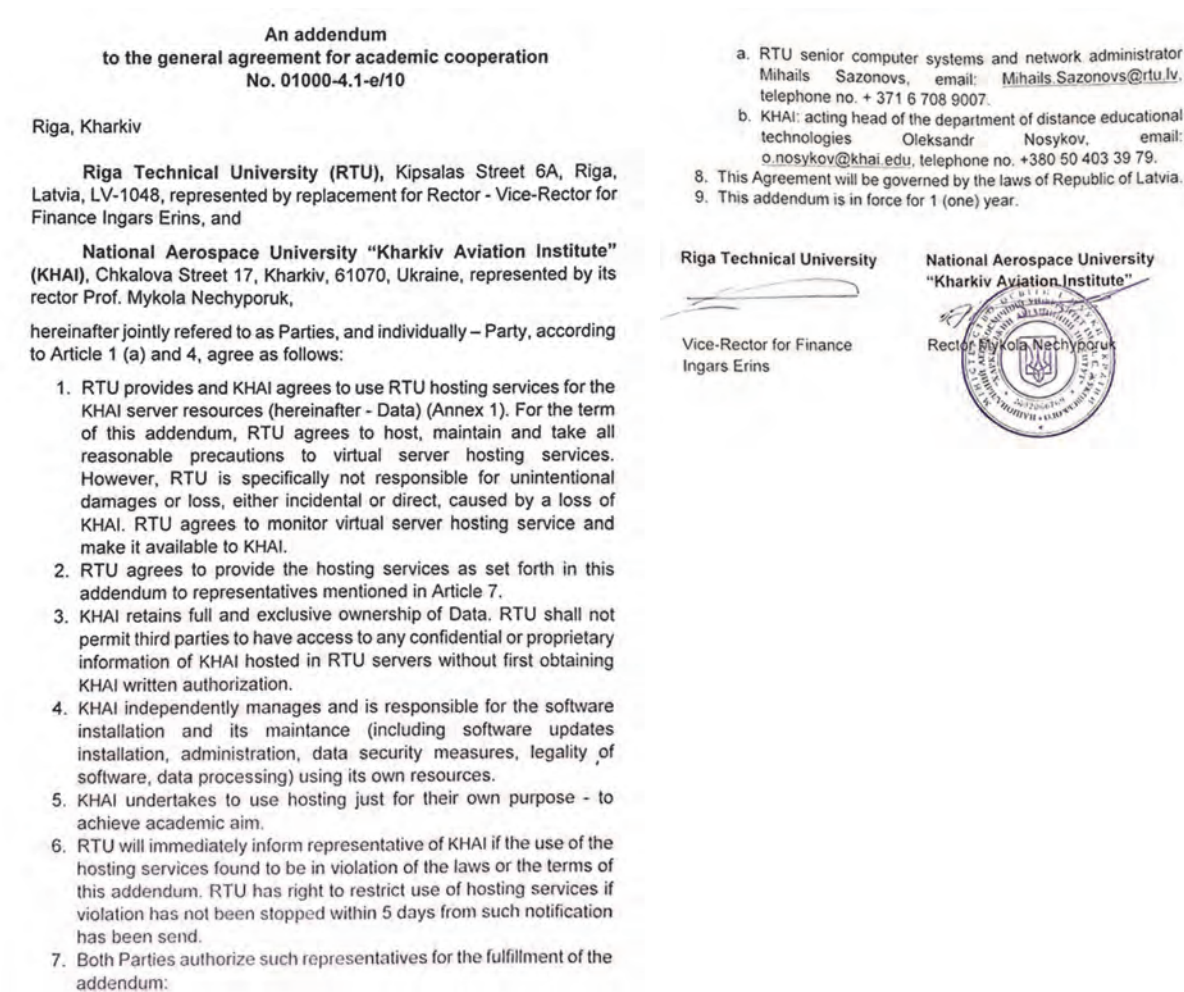 An addendum
to the general agreement for academic cooperation
No. 01000-4.1-e/10
Riga, Kharkiv
Riga Technical University (RTU), Kipsalas Street 6A, Riga,
Latvia, LV-1048, represented by replacement for Rector - Vice-Rector for
Finance Ingars Erins, and
National Aerospace University “Kharkiv Aviation Institute”
(KHAI), Chkalova Street 17, Kharkiv, 61070, Ukraine, represented by its
rector Prof. Mykola Nechyporuk,
hereinafter jointly refered to as Parties, and individually – Party, according
to Article 1 (a) and 4, agree as follows:
1. RTU provides and KHAI agrees to use RTU hosting services for the
KHAI server resources (hereinafter - Data) (Annex 1). For the term
of this addendum, RTU agrees to host, maintain and take all
reasonable precautions to virtual server hosting services.
However, RTU is specifically not responsible for unintentional
damages or loss, either incidental or direct, caused by a loss of
KHAI. RTU agrees to monitor virtual server hosting service and
make it available to KHAI.
2. RTU agrees to provide the hosting services as set forth in this
addendum to representatives mentioned in Article 7.
3. KHAI retains full and exclusive ownership of Data. RTU shall not
permit third parties to have access to any confidential or proprietary
information of KHAI hosted in RTU servers without first obtaining
KHAI written authorization.
4. KHAI independently manages and is responsible for the software
installation and its maintance (including software updates
installation, administration, data security measures, legality of
software, data processing) using its own resources.
5. KHAI undertakes to use hosting just for their own purpose - to
achieve academic aim.
6. RTU will immediately inform representative of KHAI if the use of the
hosting services found to be in violation of the laws or the terms of
this addendum. RTU has right to restrict use of hosting services if
violation has not been stopped within 5 days from such notification
has been send.
7. Both Parties authorize such representatives for the fulfillment of the
addendum:
a. RTU senior computer systems and network administrator
Mihails Sazonovs, email: Mihails.Sazonovs@rtu.lv,
telephone no. + 371 6 708 9007.
b. KHAI: acting head of the department of distance educational
technologies Oleksandr Nosykov, email:
o.nosykov@khai.edu, telephone no. +380 50 403 39 79.
8. This Agreement will be governed by the laws of Republic of Latvia.
9. This addendum is in force for 1 (one) year.
Riga Technical University
Vice-Rector for Finance
Ingars Erins
National Aerospace University
“Kharkiv Aviation Institute”
Rector Mykola Nechyporuk